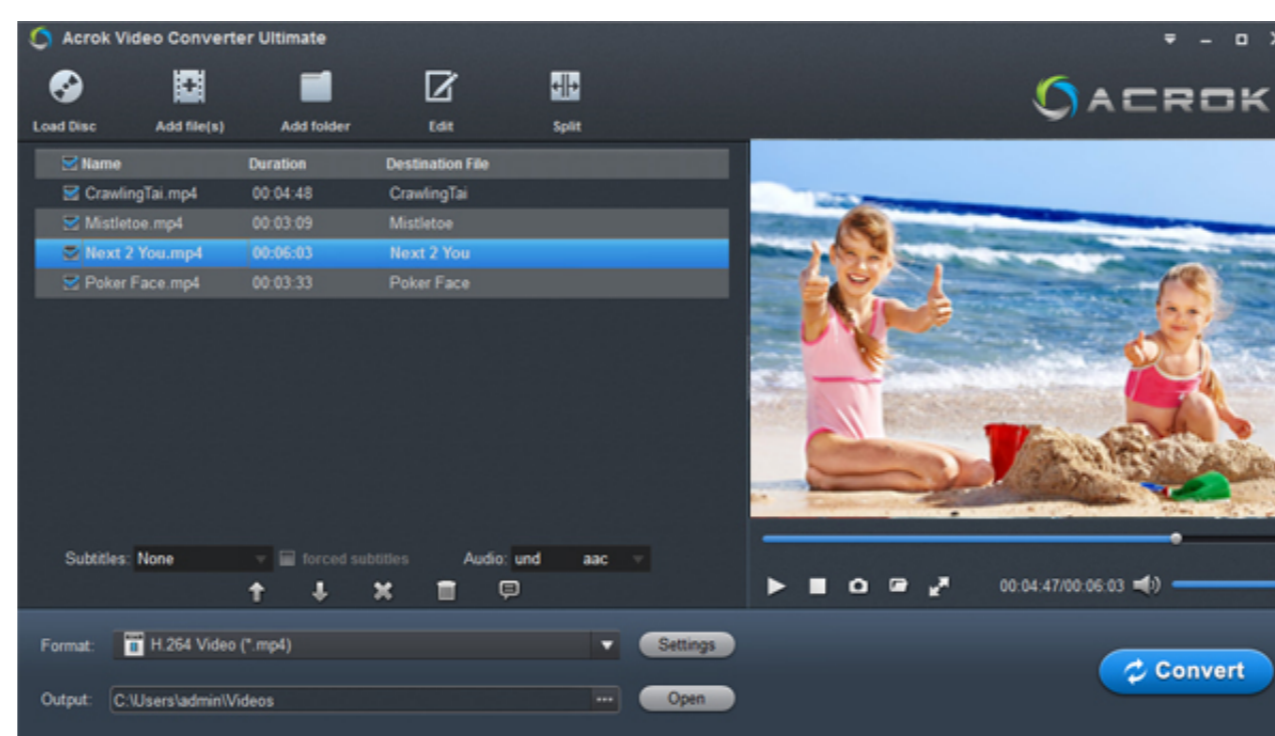 Acrok Video Converter Ultimate
ACROK
Load Disc Add file(s) Add folder Edit Split
Name Duration Destination File
CrawlingTai.mp4 00:04:48 CrawlingTai
Mistletoe.mp4 00:03:09 Mistletoe
Next 2 You.mp4 00:06:03 Next 2 You
Poker Face.mp4 00:03:33 Poker Face
Subtitles: None forced subtitles Audio: und aac
00:04:47/00:06:03
Format: H.264 Video (*.mp4) Settings
Convert
Output: C:\Users\admin\Videos ... Open